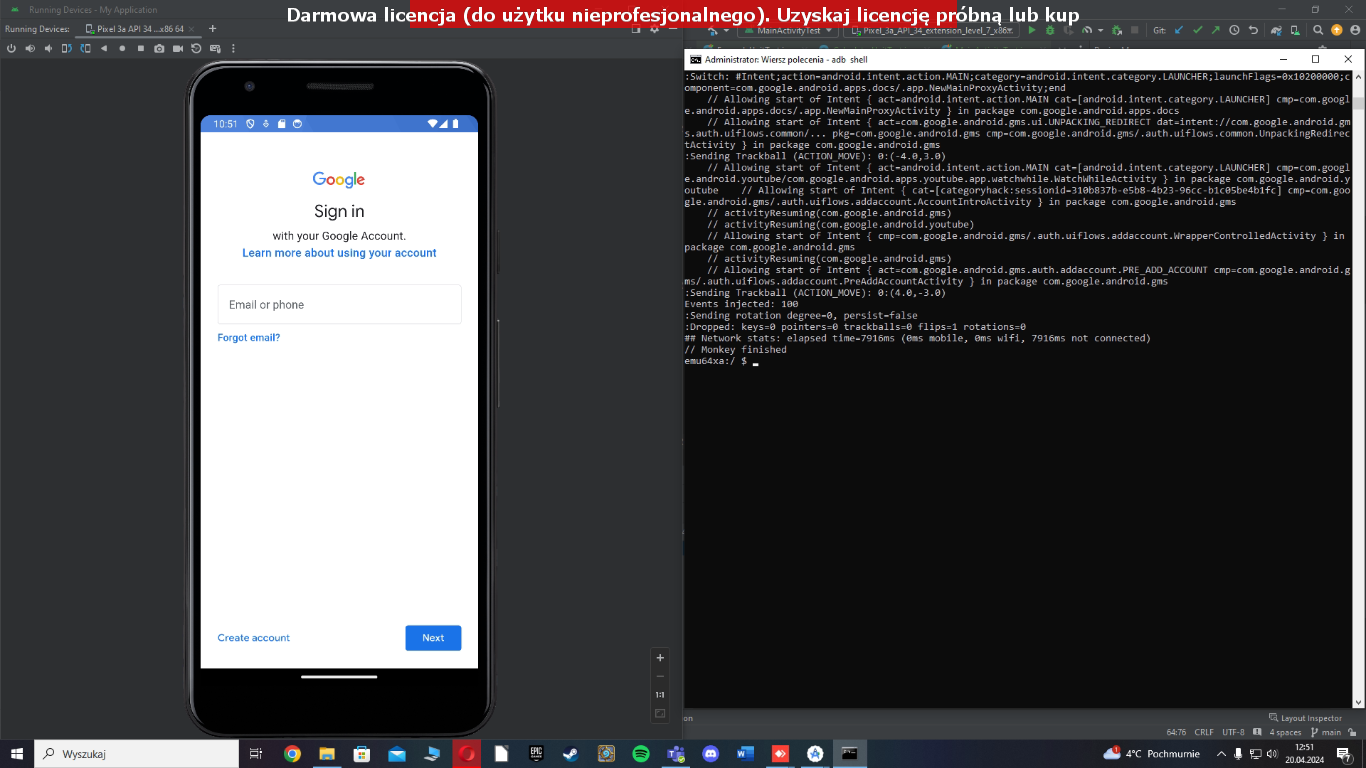 Running Devices - My Application
Darmowa licencja (do użytku nieprofesjonalnego). Uzyskaj licencję próbną lub kup
Running Devices:
Pixel 3a API 34 ...x86 64
MainActivityTest
Pixel_3a_API_34_extension_level_7_x86...
Git:
10:51
Google
Sign in
with your Google Account.
Learn more about using your account
Email or phone
Forgot email?
Create account
Next
1:1
Administrator: Wiersz polecenia - adb shell
:Switch: #Intent;action=android.intent.action.MAIN;category=android.intent.category.LAUNCHER;launchFlags=0x10200000;c
omponent=com.google.android.apps.docs/.app.NewMainProxyActivity;end
// Allowing start of Intent { act=android.intent.action.MAIN cat=[android.intent.category.LAUNCHER] cmp=com.googl
e.android.apps.docs/.app.NewMainProxyActivity } in package com.google.android.apps.docs
// Allowing start of Intent { act=com.google.android.gms.ui.UNPACKING_REDIRECT dat=intent://com.google.android.gm
s.auth.uiflows.common/... pkg=com.google.android.gms cmp=com.google.android.gms/.auth.uiflows.common.UnpackingRedirec
tActivity } in package com.google.android.gms
:Sending Trackball (ACTION_MOVE): 0:(-4.0,3.0)
// Allowing start of Intent { act=android.intent.action.MAIN cat=[android.intent.category.LAUNCHER] cmp=com.googl
e.android.youtube/com.google.android.apps.youtube.app.watchwhile.WatchWhileActivity } in package com.google.android.y
outube // Allowing start of Intent { cat=[categoryhack:sessionid=310b837b-e5b8-4b23-96cc-b1c05be4b1fc] cmp=com.goo
gle.android.gms/.auth.uiflows.addaccount.AccountIntroActivity } in package com.google.android.gms
// activityResuming(com.google.android.gms)
// activityResuming(com.google.android.youtube)
// Allowing start of Intent { cmp=com.google.android.gms/.auth.uiflows.addaccount.WrapperControlledActivity } in
package com.google.android.gms
// activityResuming(com.google.android.gms)
// Allowing start of Intent { act=com.google.android.gms.auth.addaccount.PRE_ADD_ACCOUNT cmp=com.google.android.g
ms/.auth.uiflows.addaccount.PreAddAccountActivity } in package com.google.android.gms
:Sending Trackball (ACTION_MOVE): 0:(4.0,-3.0)
Events injected: 100
:Sending rotation degree=0, persist=false
:Dropped: keys=0 pointers=0 trackballs=0 flips=1 rotations=0
## Network stats: elapsed time=7916ms (0ms mobile, 0ms wifi, 7916ms not connected)
// Monkey finished
emu64xa:/ $
on
Layout Inspector
64:76 CRLF UTF-8 4 spaces main
Wyszukaj
EPIC GAMES
4°C Pochmurnie
12:51
20.04.2024
7